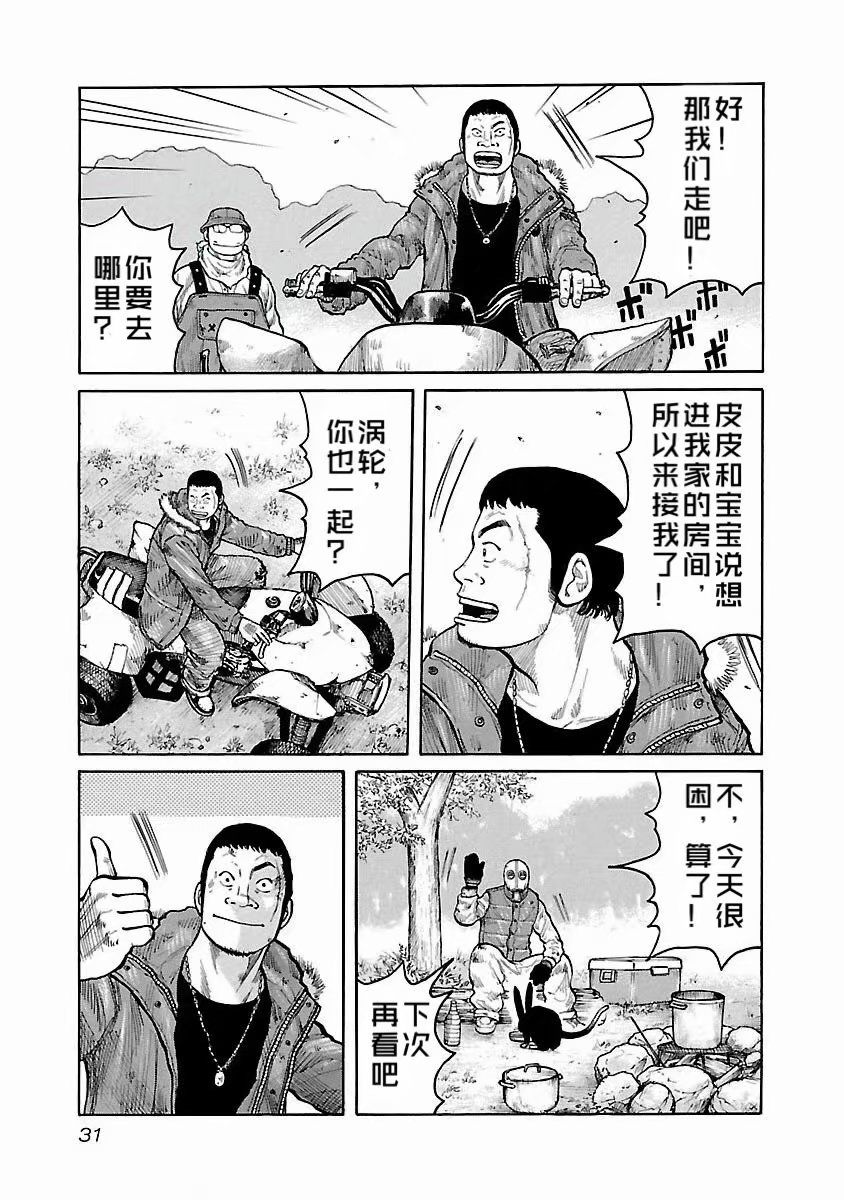 好！
那我们走吧！
ボ
ボ
ボ
你要去
哪里？
皮皮和宝宝说想
进我家的房间，
所以来接我了！
涡轮，
你也一起？
不，今天很
困，算了！
下次
再看吧
31